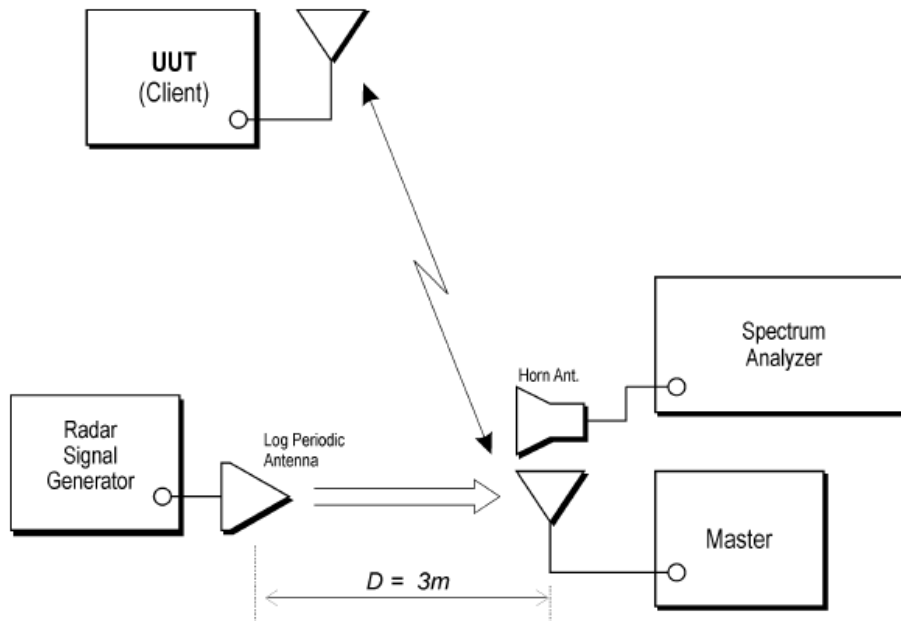 UUT
(Client)
Spectrum
Analyzer
Horn Ant.
Radar
Signal
Generator
Log Periodic
Antenna
Master
D = 3m